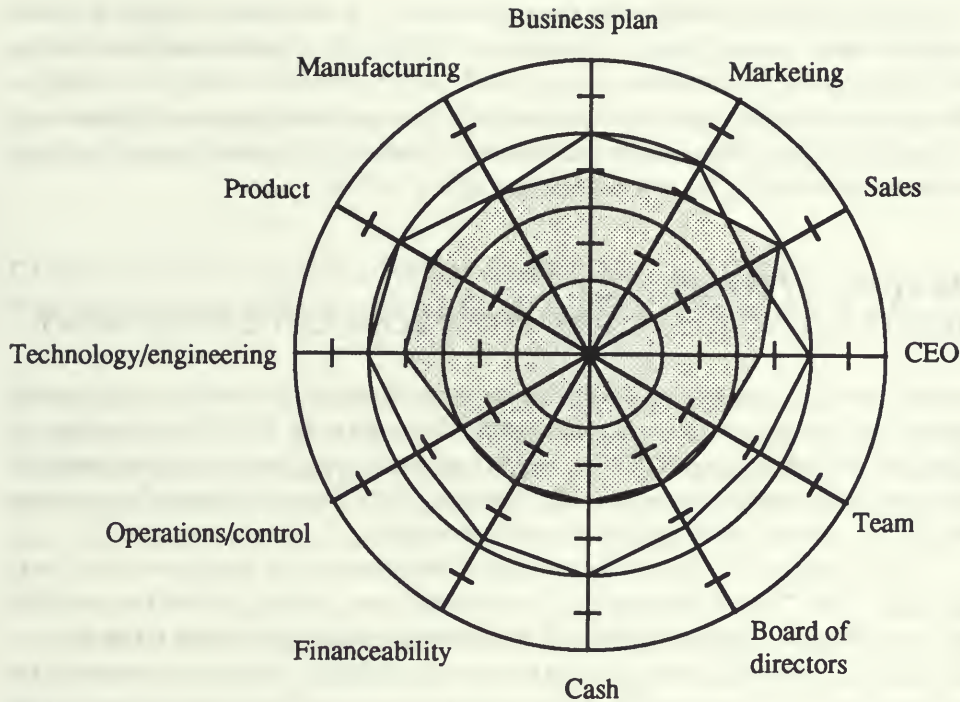 Business plan
Marketing
Sales
CEO
Team
Board of
directors
Cash
Financeability
Operations/control
Technology/engineering
Product
Manufacturing